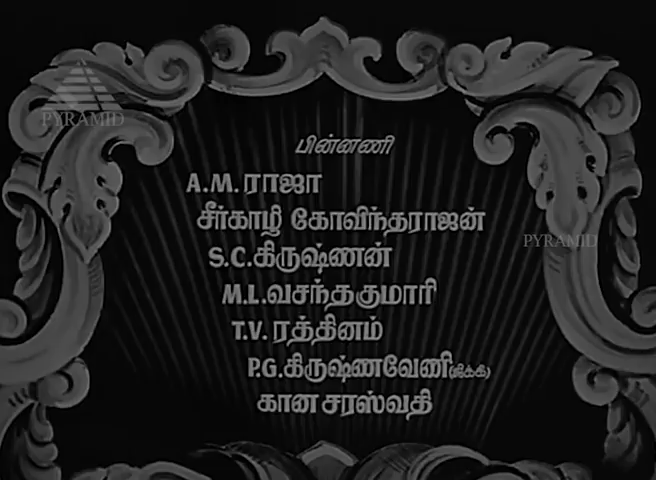 PYRAMID
பின்னணி
A.M. ராஜா
சீர்காழி கோவிந்தராஜன்
PYRAMID
S.C.கிருஷ்ணன்
M.L.வசந்தகுமாரி
T.V. ரத்தினம்
P.G.கிருஷ்ணவேணி(ஜிக்கி)
கான சரஸ்வதி